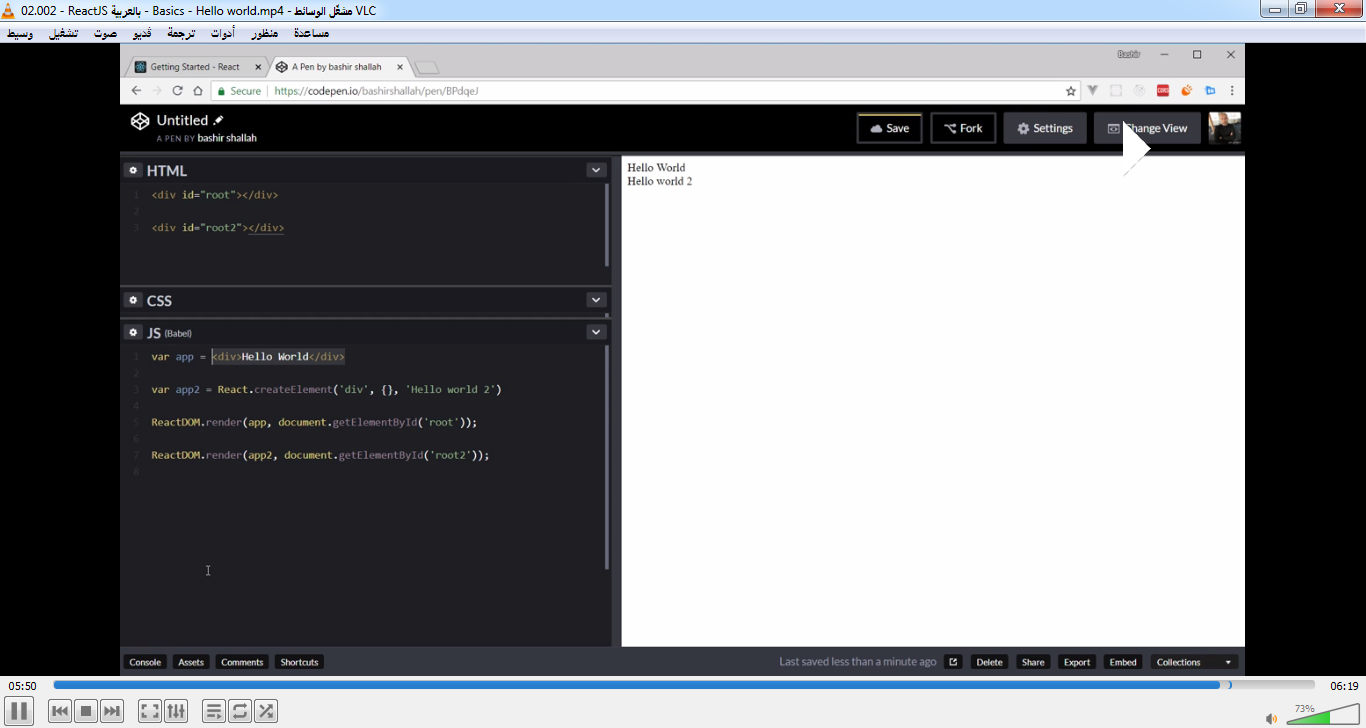 02.002 - ReactJS بالعربية - Basics - Hello world.mp4 - مشغّل الوسائط VLC
وسيط تشغيل صوت ڤديو ترجمة أدوات منظور مساعدة
Bashir
Getting Started - React
A Pen by bashir shallah
Secure
https://codepen.io/bashirshallah/pen/BPdqeJ
Untitled
A PEN BY bashir shallah
Save
Fork
Settings
Change View
HTML
1 <div id="root"></div>
2
3 <div id="root2"></div>
CSS
JS (Babel)
1 var app = <div>Hello World</div>
2
3 var app2 = React.createElement('div', {}, 'Hello world 2')
4
5 ReactDOM.render(app, document.getElementById('root'));
6
7 ReactDOM.render(app2, document.getElementById('root2'));
8
Hello World
Hello world 2
Console Assets Comments Shortcuts
Last saved less than a minute ago
Delete Share Export Embed Collections
05:50
06:19
73%